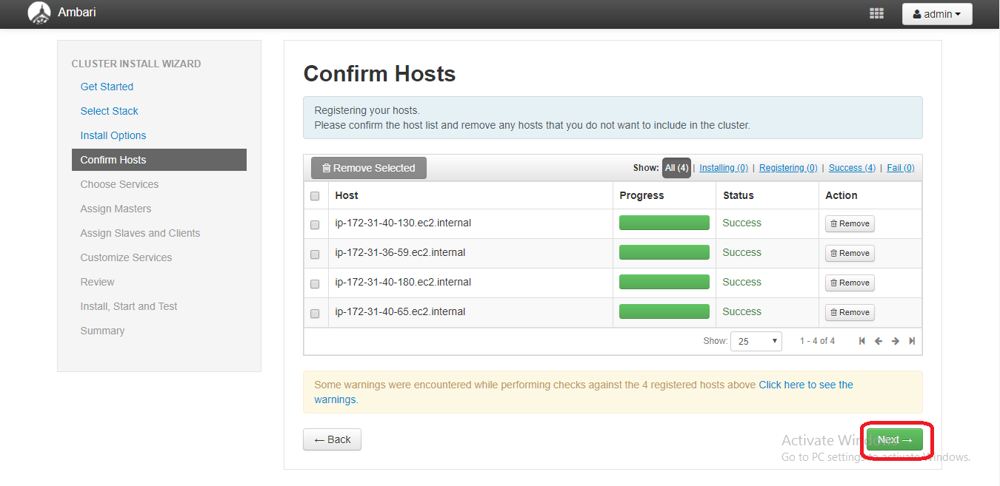 Ambari
admin
CLUSTER INSTALL WIZARD
Get Started
Select Stack
Install Options
Confirm Hosts
Choose Services
Assign Masters
Assign Slaves and Clients
Customize Services
Review
Install, Start and Test
Summary
Confirm Hosts
Registering your hosts.
Please confirm the host list and remove any hosts that you do not want to include in the cluster.
Remove Selected
Show: All (4) | Installing (0) | Registering (0) | Success (4) | Fail (0)
Host Progress Status Action
ip-172-31-40-130.ec2.internal Success Remove
ip-172-31-36-59.ec2.internal Success Remove
ip-172-31-40-180.ec2.internal Success Remove
ip-172-31-40-65.ec2.internal Success Remove
Show: 25 1 - 4 of 4
Some warnings were encountered while performing checks against the 4 registered hosts above Click here to see the
warnings.
← Back
Next →
Activate Windows
Go to PC settings to activate Windows.